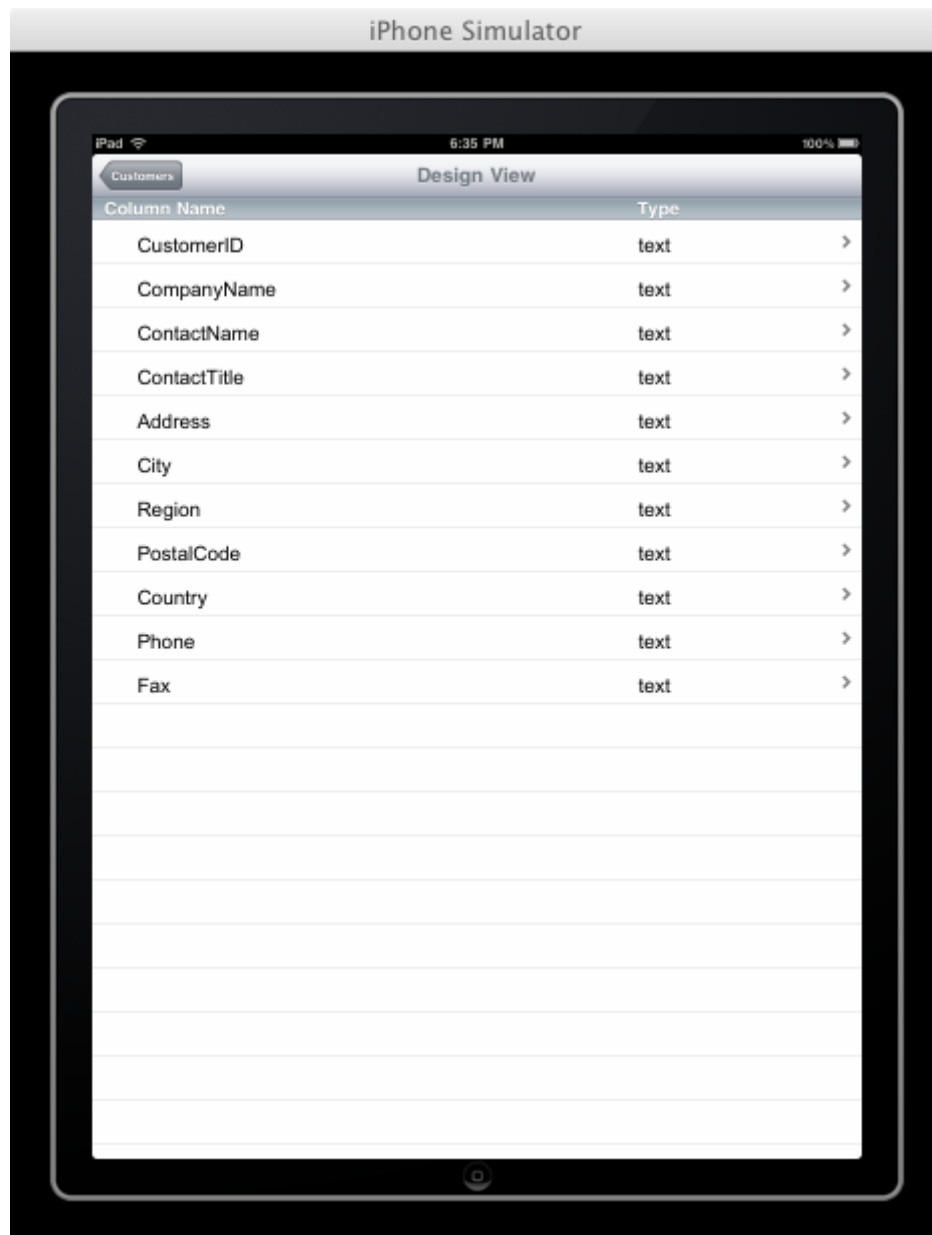 iPhone Simulator
iPad 6:35 PM 100%
Customers Design View
Column Name Type
CustomerID text
CompanyName text
ContactName text
ContactTitle text
Address text
City text
Region text
PostalCode text
Country text
Phone text
Fax text